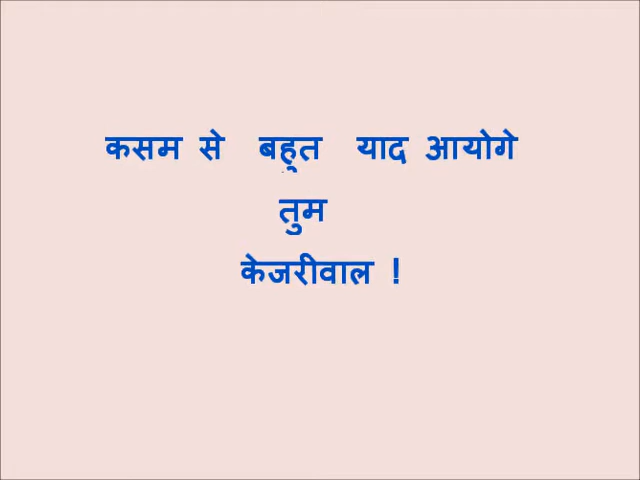 कसम से बहुत याद आयोगे
तुम
केजरीवाल !